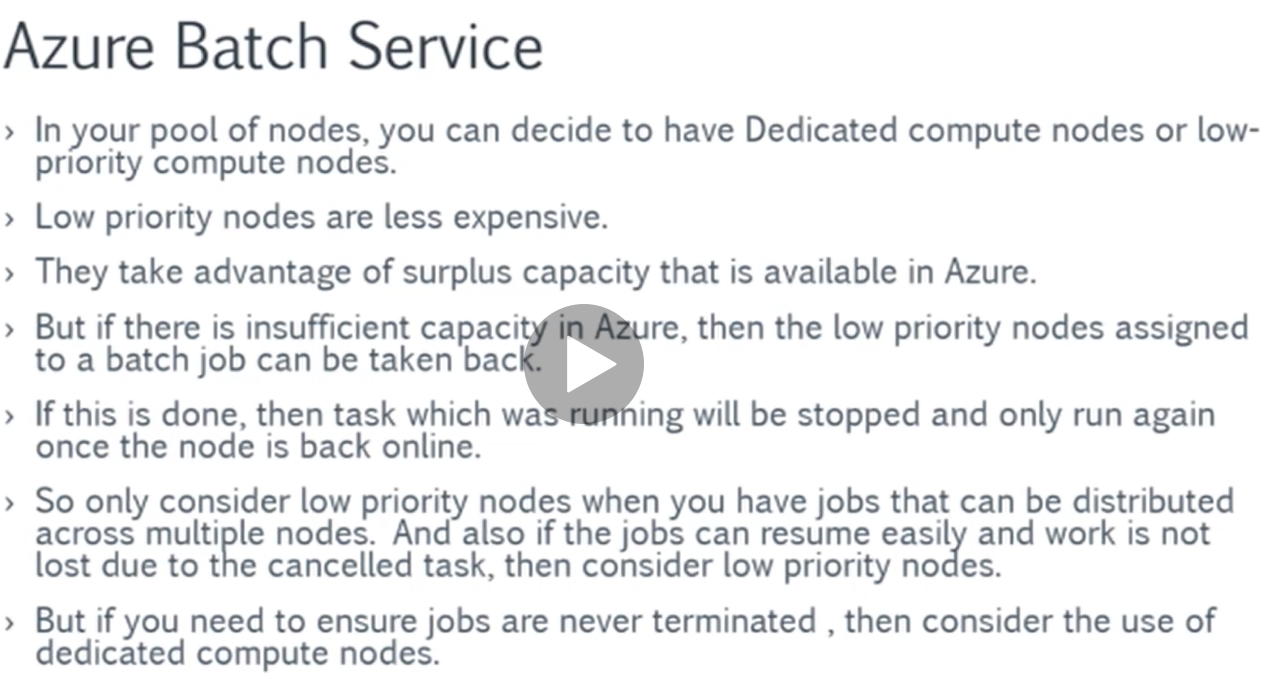 Azure Batch Service
› In your pool of nodes, you can decide to have Dedicated compute nodes or low-
priority compute nodes.
› Low priority nodes are less expensive.
› They take advantage of surplus capacity that is available in Azure.
› But if there is insufficient capacity in Azure, then the low priority nodes assigned
to a batch job can be taken back.
› If this is done, then task which was running will be stopped and only run again
once the node is back online.
› So only consider low priority nodes when you have jobs that can be distributed
across multiple nodes. And also if the jobs can resume easily and work is not
lost due to the cancelled task, then consider low priority nodes.
› But if you need to ensure jobs are never terminated , then consider the use of
dedicated compute nodes.